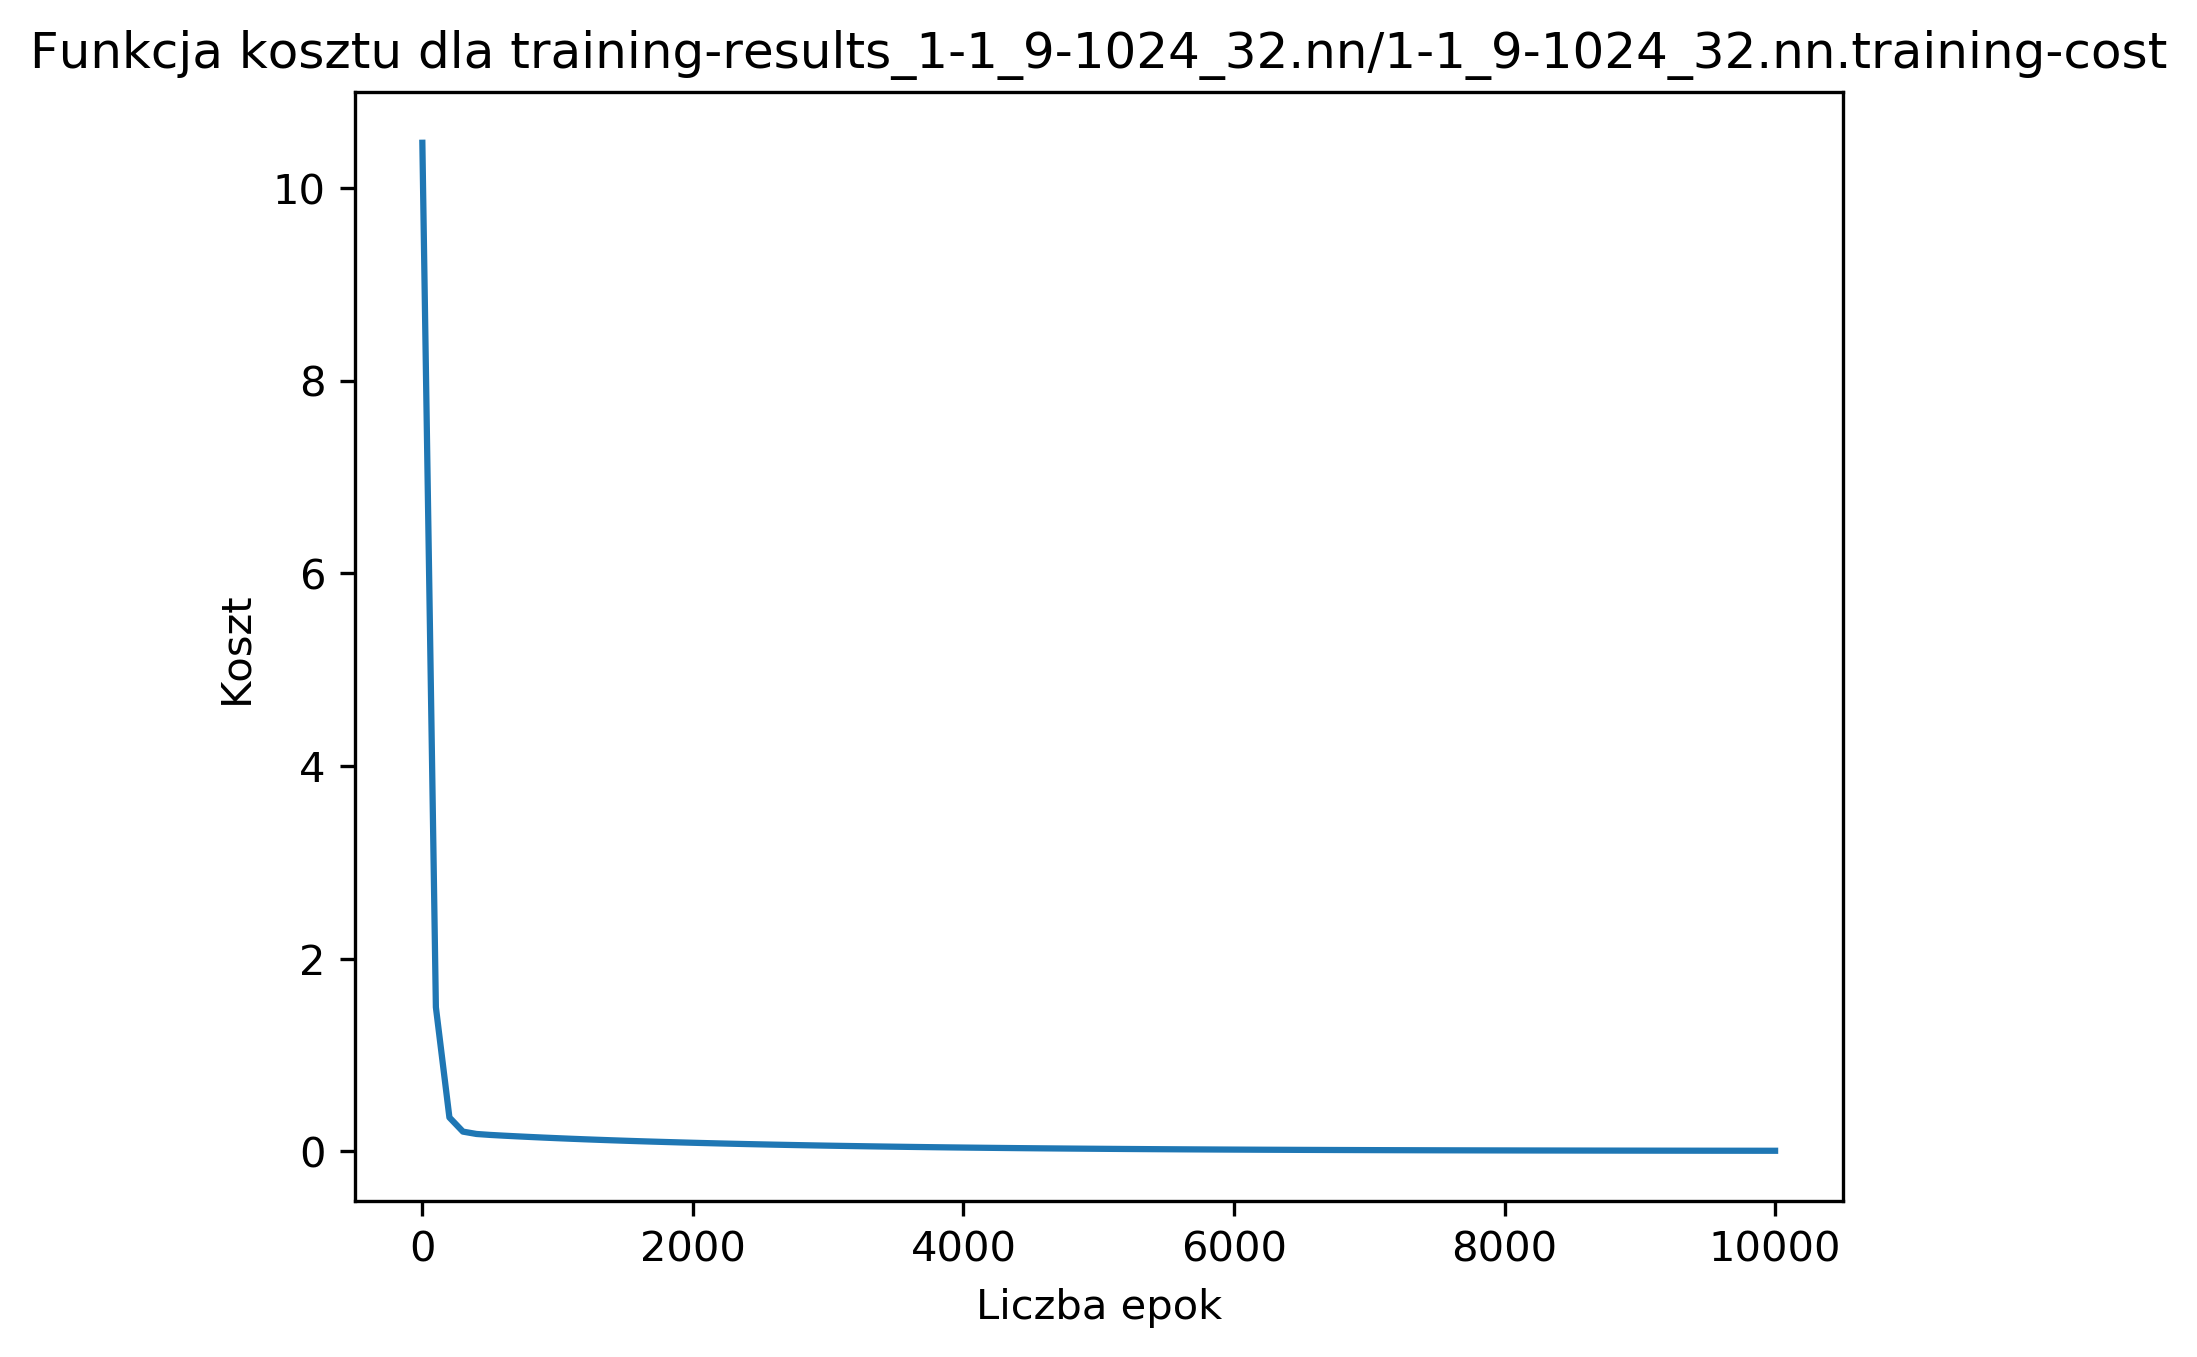 Funkcja kosztu dla training-results_1-1_9-1024_32.nn/1-1_9-1024_32.nn.training-cost
10
8
6
4
2
0
Koszt
0 2000 4000 6000 8000 10000
Liczba epok